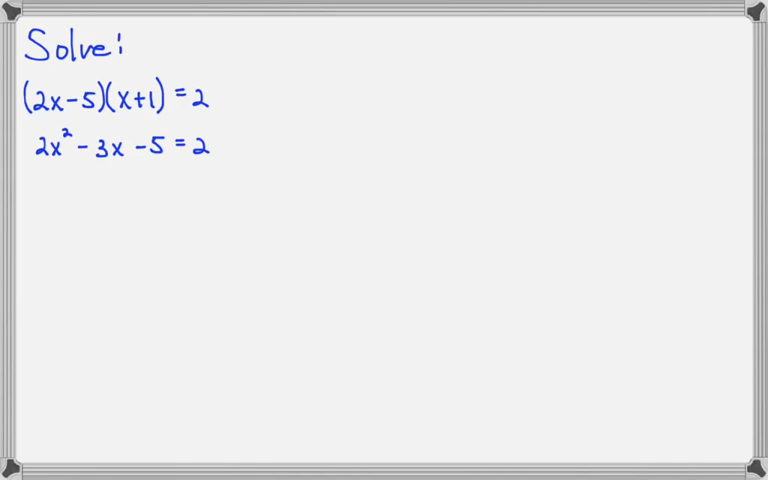 Solve:
(2x-5)(x+1) = 2
2x² - 3x - 5 = 2